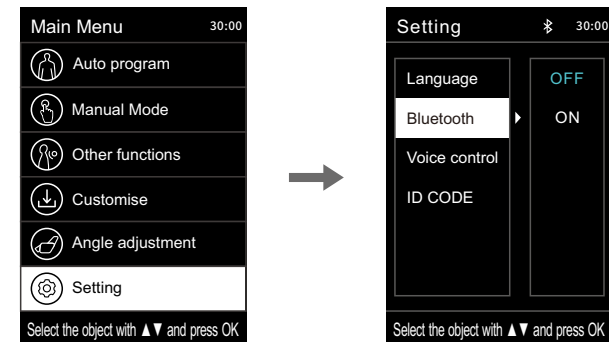 Main Menu 30:00
Auto program
Manual Mode
Other functions
Customise
Angle adjustment
Setting
Select the object with ▲▼ and press OK
Setting 30:00
Language
Bluetooth
Voice control
ID CODE
OFF
ON
Select the object with ▲▼ and press OK